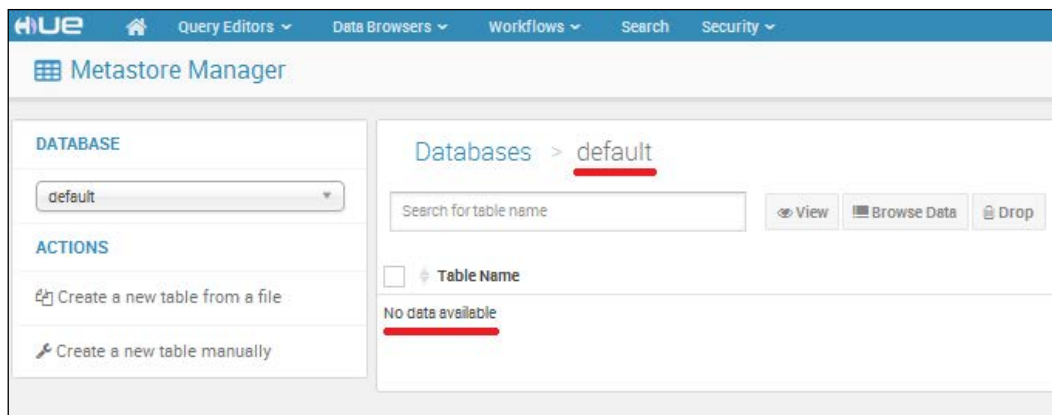 HUE Query Editors Data Browsers Workflows Search Security
Metastore Manager
DATABASE
default
ACTIONS
Create a new table from a file
Create a new table manually
Databases > default
Search for table name
View Browse Data Drop
Table Name
No data available